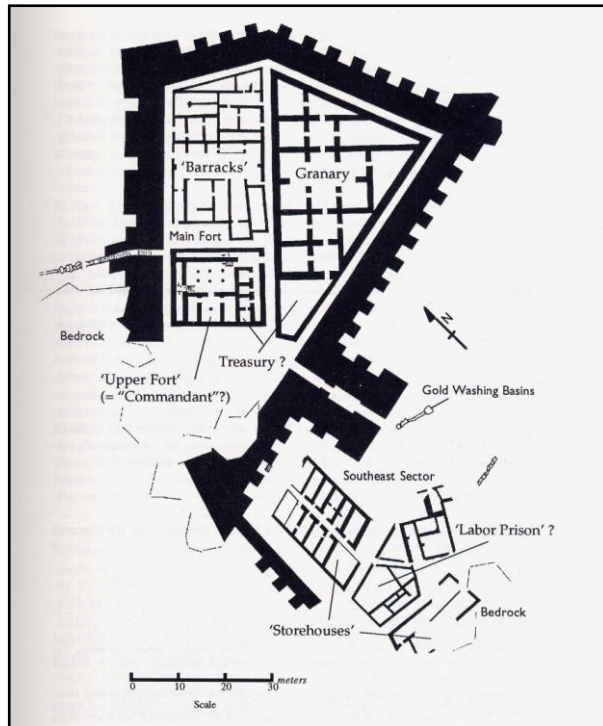 'Barracks'
Granary
Main Fort
N
Bedrock
Treasury ?
'Upper Fort'
(= "Commandant"?)
Gold Washing Basins
Southeast Sector
'Labor Prison' ?
Bedrock
'Storehouses'
meters
0 10 20 30
Scale